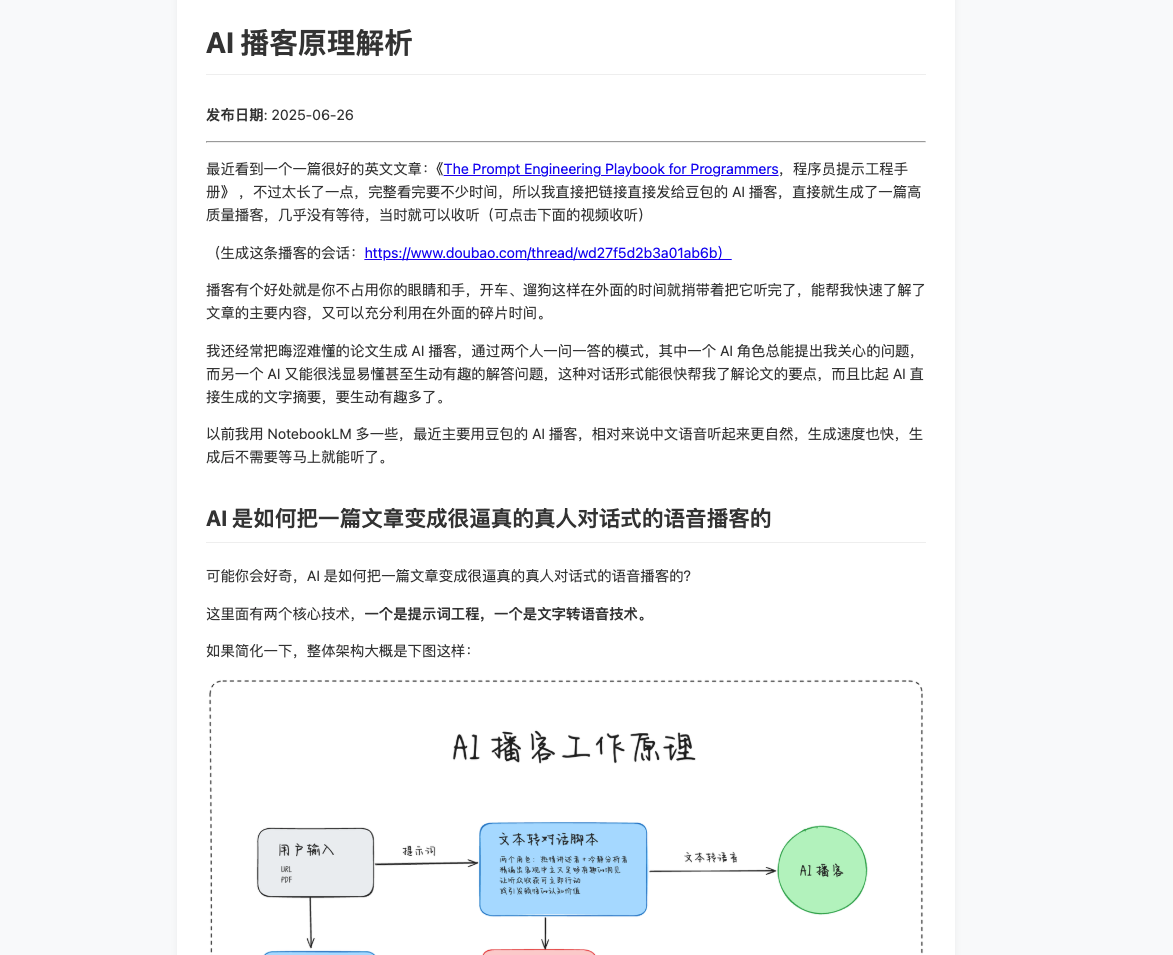 AI 播客原理解析
发布日期: 2025-06-26
最近看到一个一篇很好的英文文章：《The Prompt Engineering Playbook for Programmers，程序员提示工程手
册》 ，不过太长了一点，完整看完要不少时间，所以我直接把链接直接发给豆包的 AI 播客，直接就生成了一篇高
质量播客，几乎没有等待，当时就可以收听（可点击下面的视频收听）
（生成这条播客的会话：https://www.doubao.com/thread/wd27f5d2b3a01ab6b）
播客有个好处就是你不占用你的眼睛和手，开车、遛狗这样在外面的时间就捎带着把它听完了，能帮我快速了解了
文章的主要内容，又可以充分利用在外面的碎片时间。
我还经常把晦涩难懂的论文生成 AI 播客，通过两个人一问一答的模式，其中一个 AI 角色总能提出我关心的问题，
而另一个 AI 又能很浅显易懂甚至生动有趣的解答问题，这种对话形式能很快帮我了解论文的要点，而且比起 AI 直
接生成的文字摘要，要生动有趣多了。
以前我用 NotebookLM 多一些，最近主要用豆包的 AI 播客，相对来说中文语音听起来更自然，生成速度也快，生
成后不需要等马上就能听了。
AI 是如何把一篇文章变成很逼真的真人对话式的语音播客的
可能你会好奇，AI 是如何把一篇文章变成很逼真的真人对话式的语音播客的?
这里面有两个核心技术，一个是提示词工程，一个是文字转语音技术。
如果简化一下，整体架构大概是下图这样：
AI 播客工作原理
用户输入
URL
PDF
提示词
文本转对话脚本
两个角色：热情讲述者+冷静分析者
精编出客观中立又足够有趣的洞见
让听众收获可立即行动
或引发顿悟的认知价值
文本转语音
AI 播客